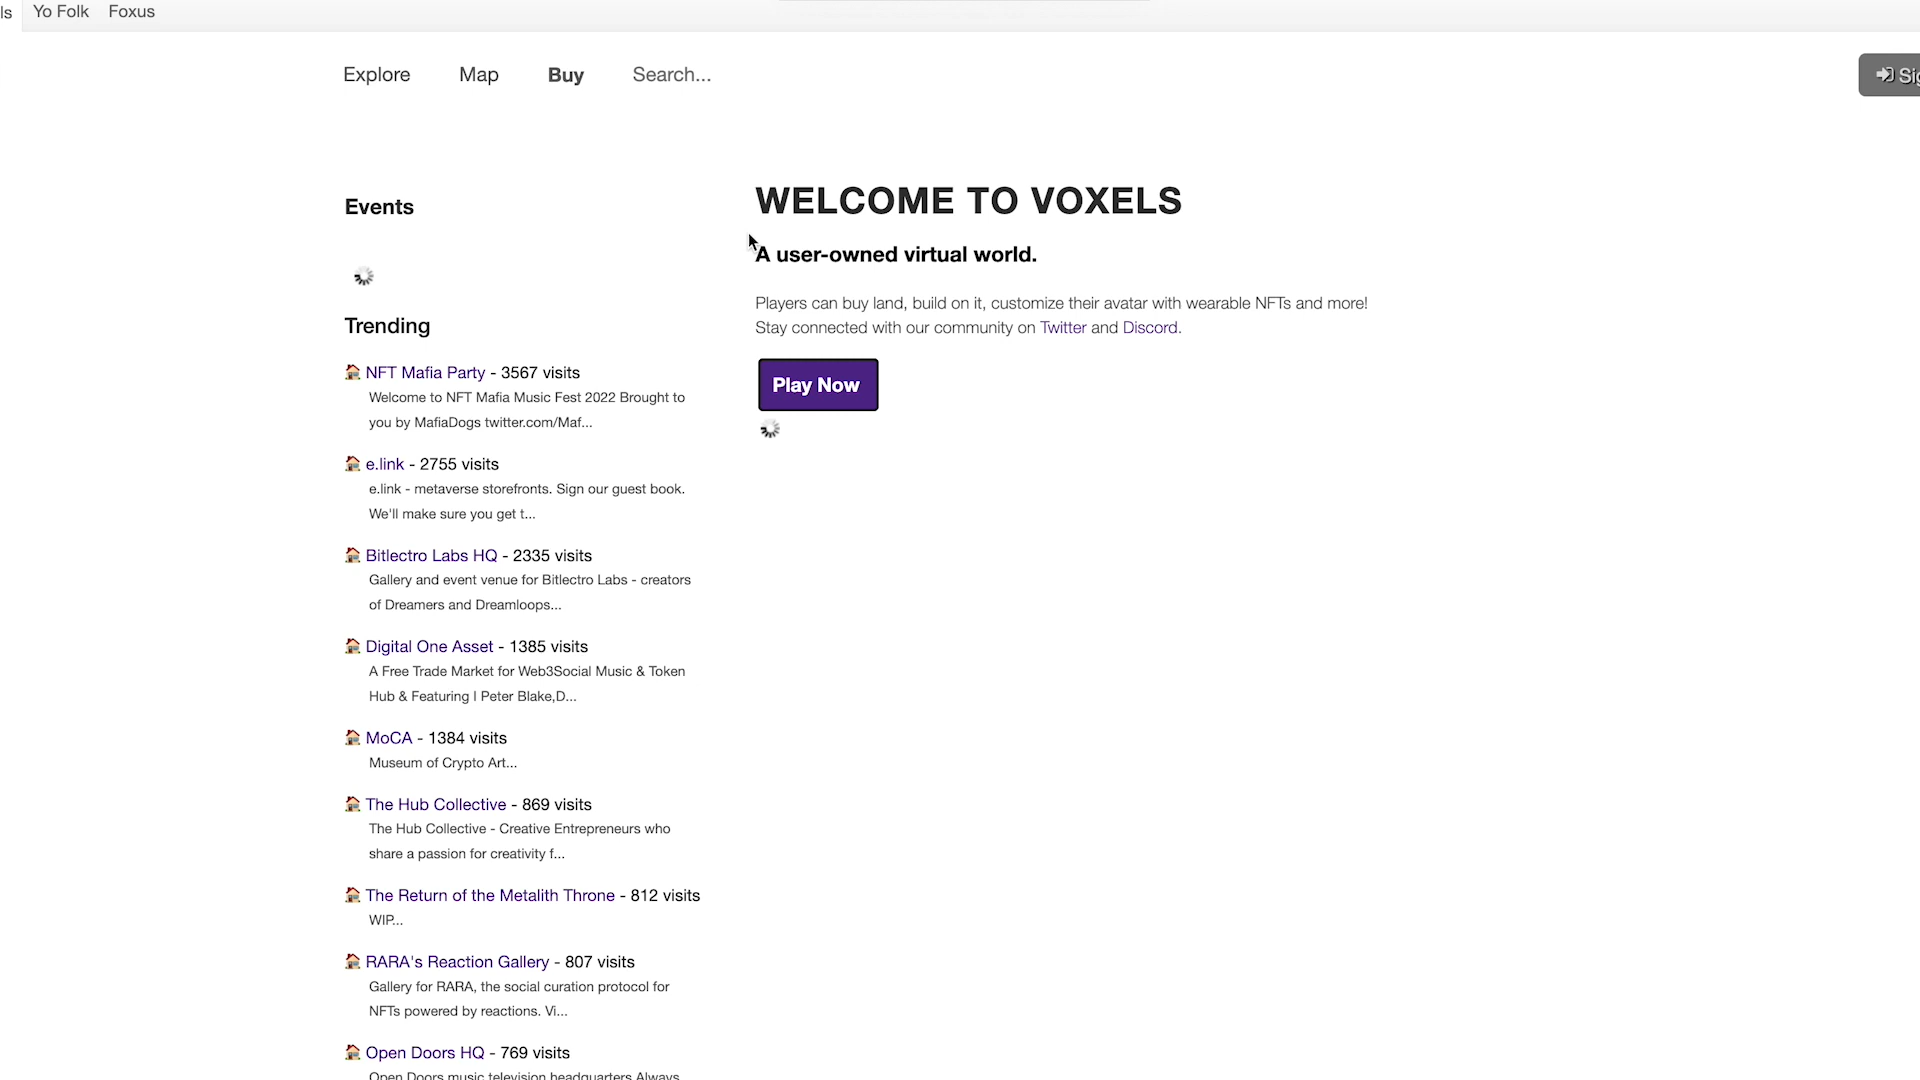 ls Yo Folk Foxus
Explore Map Buy Search...
Events
Trending
NFT Mafia Party - 3567 visits
Welcome to NFT Mafia Music Fest 2022 Brought to
you by MafiaDogs twitter.com/Maf...
e.link - 2755 visits
e.link - metaverse storefronts. Sign our guest book.
We'll make sure you get t...
Bitlectro Labs HQ - 2335 visits
Gallery and event venue for Bitlectro Labs - creators
of Dreamers and Dreamloops...
Digital One Asset - 1385 visits
A Free Trade Market for Web3Social Music & Token
Hub & Featuring I Peter Blake,D...
MoCA - 1384 visits
Museum of Crypto Art...
The Hub Collective - 869 visits
The Hub Collective - Creative Entrepreneurs who
share a passion for creativity f...
The Return of the Metalith Throne - 812 visits
WIP...
RARA's Reaction Gallery - 807 visits
Gallery for RARA, the social curation protocol for
NFTs powered by reactions. Vi...
Open Doors HQ - 769 visits
Open Doors music television headquarters Always
WELCOME TO VOXELS
A user-owned virtual world.
Players can buy land, build on it, customize their avatar with wearable NFTs and more!
Stay connected with our community on Twitter and Discord.
Play Now